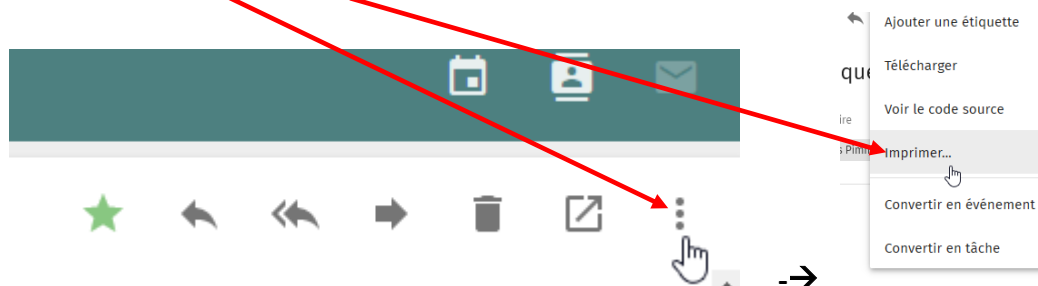 Ajouter une étiquette
Télécharger
que
Voir le code source
ire
Imprimer...
Convertir en événement
Convertir en tâche